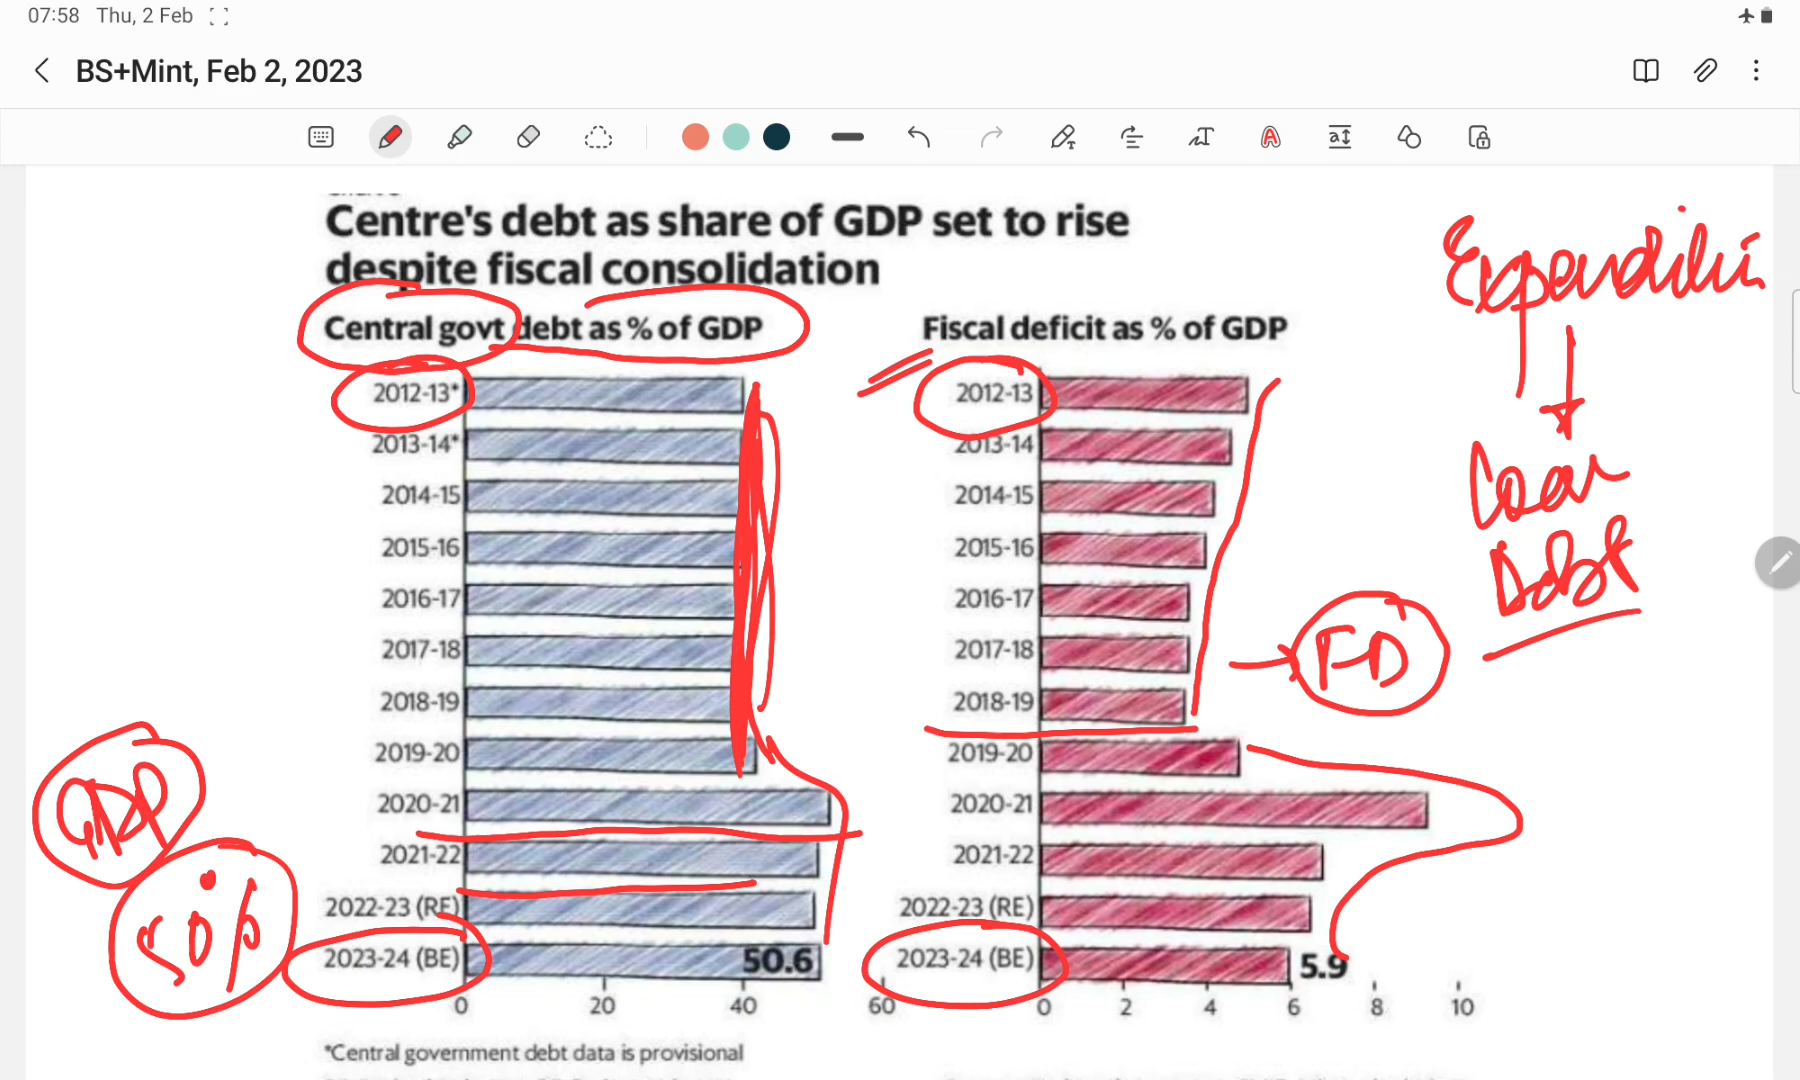 07:58 Thu, 2 Feb
BS+Mint, Feb 2, 2023
Centre's debt as share of GDP set to rise
despite fiscal consolidation
Central govt debt as % of GDP
2012-13*
2013-14*
2014-15
2015-16
2016-17
2017-18
2018-19
2019-20
2020-21
2021-22
2022-23 (RE)
2023-24 (BE) 50.6
0 20 40 60
*Central government debt data is provisional
Fiscal deficit as % of GDP
2012-13
2013-14
2014-15
2015-16
2016-17
2017-18
2018-19
2019-20
2020-21
2021-22
2022-23 (RE)
2023-24 (BE) 5.9
0 2 4 6 8 10
Loan
Debt
FD
GDP
50%